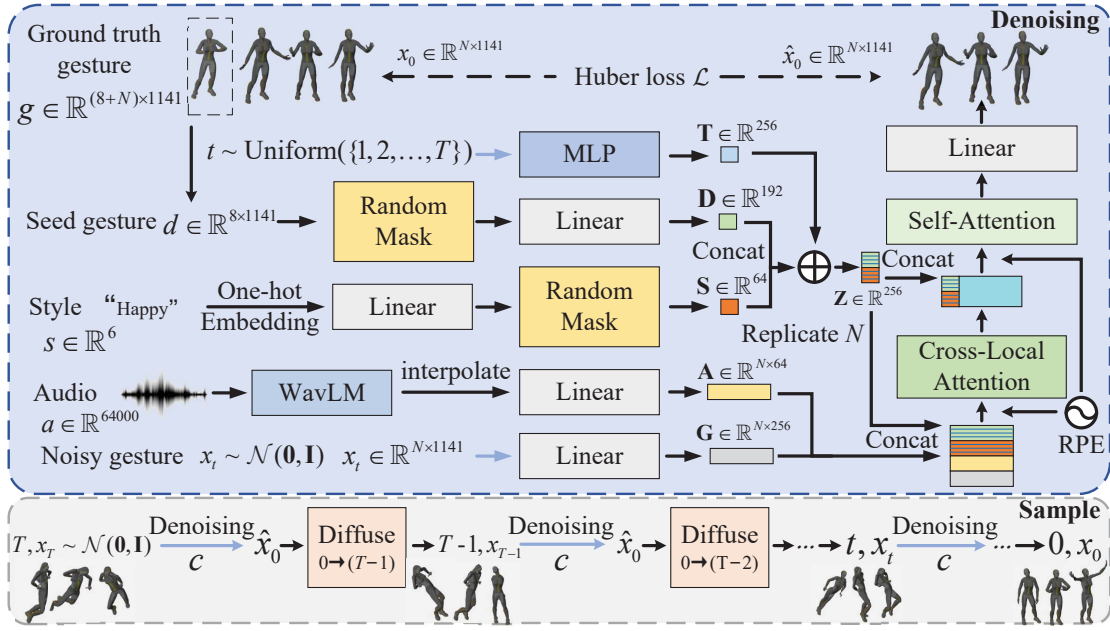 Ground truth
gesture
g ∈ ℝ^{(8+N)×1141}
x_0 ∈ ℝ^{N×1141}
Huber loss ℒ
x̂_0 ∈ ℝ^{N×1141}
Denoising
t ~ Uniform({1, 2, ..., T})
MLP
T ∈ ℝ^{256}
Linear
Seed gesture d ∈ ℝ^{8×1141}
Random
Mask
Linear
D ∈ ℝ^{192}
Concat
Self-Attention
Style “Happy”
s ∈ ℝ^6
One-hot
Embedding
Linear
Random
Mask
S ∈ ℝ^{64}
Z ∈ ℝ^{256}
Concat
Replicate N
Cross-Local
Attention
Audio
a ∈ ℝ^{64000}
WavLM
interpolate
Linear
A ∈ ℝ^{N×64}
Concat
RPE
Noisy gesture x_t ~ 𝒩(0, I) x_t ∈ ℝ^{N×1141}
Linear
G ∈ ℝ^{N×256}
Sample
T, x_T ~ 𝒩(0, I)
Denoising
c
x̂_0
Diffuse
0→(T−1)
T-1, x_{T−1}
Denoising
c
x̂_0
Diffuse
0→(T−2)
···
t, x_t
Denoising
c
···
0, x_0